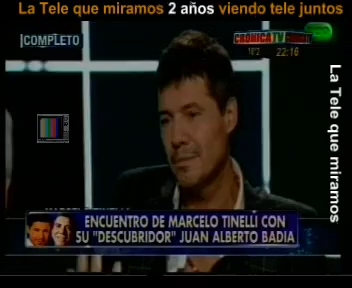 La Tele que miramos 2 años viendo tele juntos
COMPLETO
CRONICA TV
22:16
La Tele que miramos
ENCUENTRO DE MARCELO TINELLI CON
SU "DESCUBRIDOR" JUAN ALBERTO BADIA